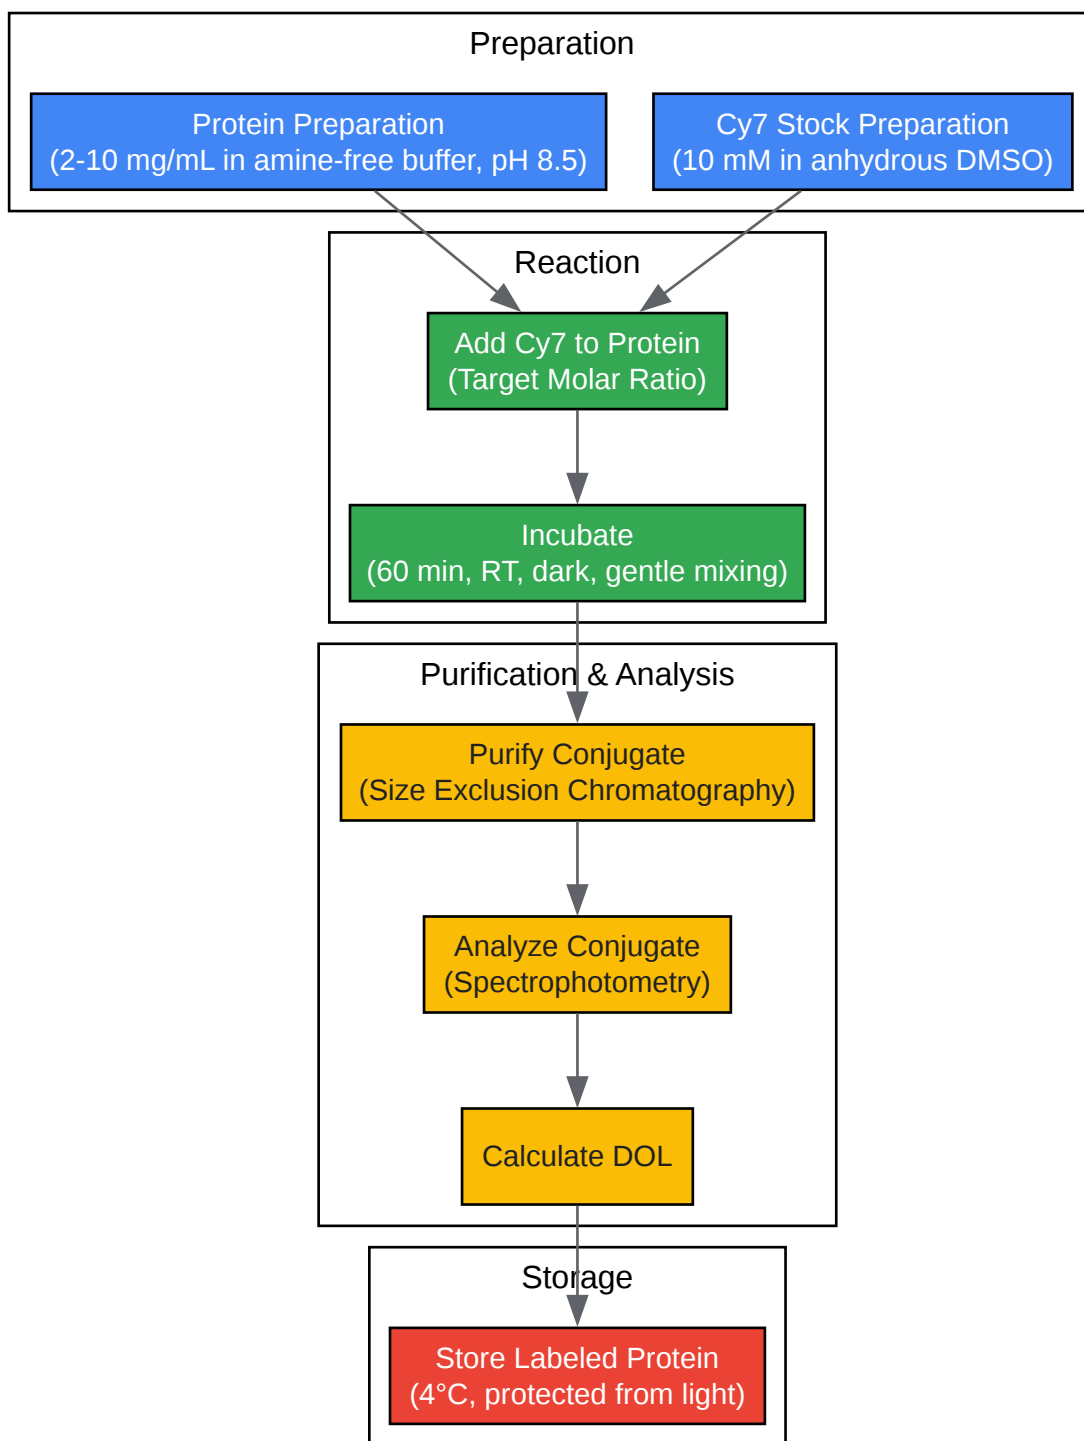 Preparation
Protein Preparation
(2-10 mg/mL in amine-free buffer, pH 8.5)
Cy7 Stock Preparation
(10 mM in anhydrous DMSO)
Reaction
Add Cy7 to Protein
(Target Molar Ratio)
Incubate
(60 min, RT, dark, gentle mixing)
Purification & Analysis
Purify Conjugate
(Size Exclusion Chromatography)
Analyze Conjugate
(Spectrophotometry)
Calculate DOL
Storage
Store Labeled Protein
(4°C, protected from light)